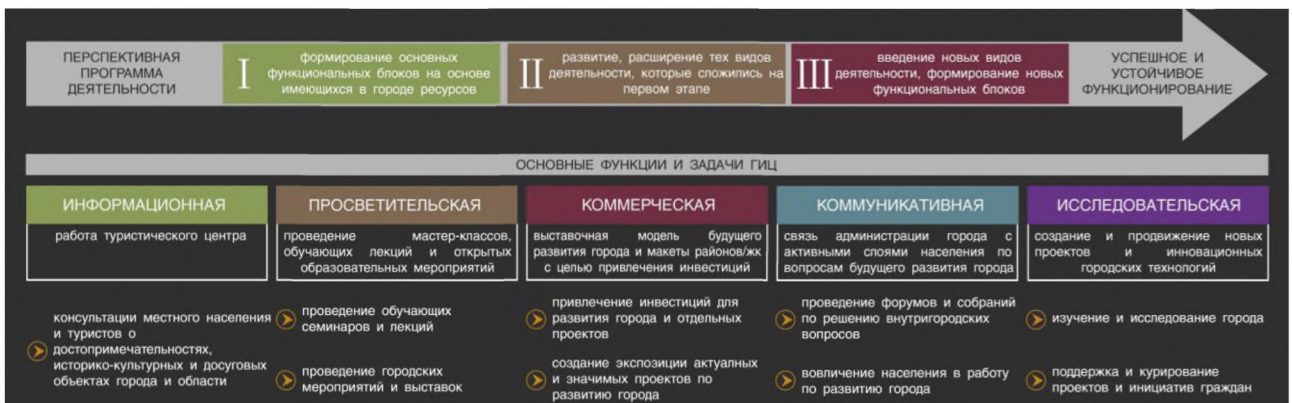 ПЕРСПЕКТИВНАЯ
ПРОГРАММА
ДЕЯТЕЛЬНОСТИ
I
формирование основных
функциональных блоков на основе
имеющихся в городе ресурсов
II
развитие, расширение тех видов
деятельности, которые сложились на
первом этапе
III
введение новых видов
деятельности, формирование новых
функциональных блоков
УСПЕШНОЕ И
УСТОЙЧИВОЕ
ФУНКЦИОНИРОВАНИЕ
ОСНОВНЫЕ ФУНКЦИИ И ЗАДАЧИ ГИЦ
ИНФОРМАЦИОННАЯ
работа туристического центра
консультации местного населения
и туристов о
достопримечательностях,
историко-культурных и досуговых
объектах города и области
ПРОСВЕТИТЕЛЬСКАЯ
проведение мастер-классов,
обучающих лекций и открытых
образовательных мероприятий
проведение обучающих
семинаров и лекций
проведение городских
мероприятий и выставок
КОММЕРЧЕСКАЯ
выставочная модель будущего
развития города и макеты районов/жк
с целью привлечения инвестиций
привлечение инвестиций для
развития города и отдельных
проектов
создание экспозиции актуалных
и значимых проектов по
развитию города
КОММУНИКАТИВНАЯ
связь администрации города с
активными слоями населения по
вопросам будущего развития города
проведение форумов и собраний
по решению внутригородских
вопросов
вовличение населения в работу
по развитию города
ИССЛЕДОВАТЕЛЬСКАЯ
создание и продвижение новых
проектов и инновационных
городских технологий
изучение и исследование города
поддержка и курирование
проектов и инициатив граждан